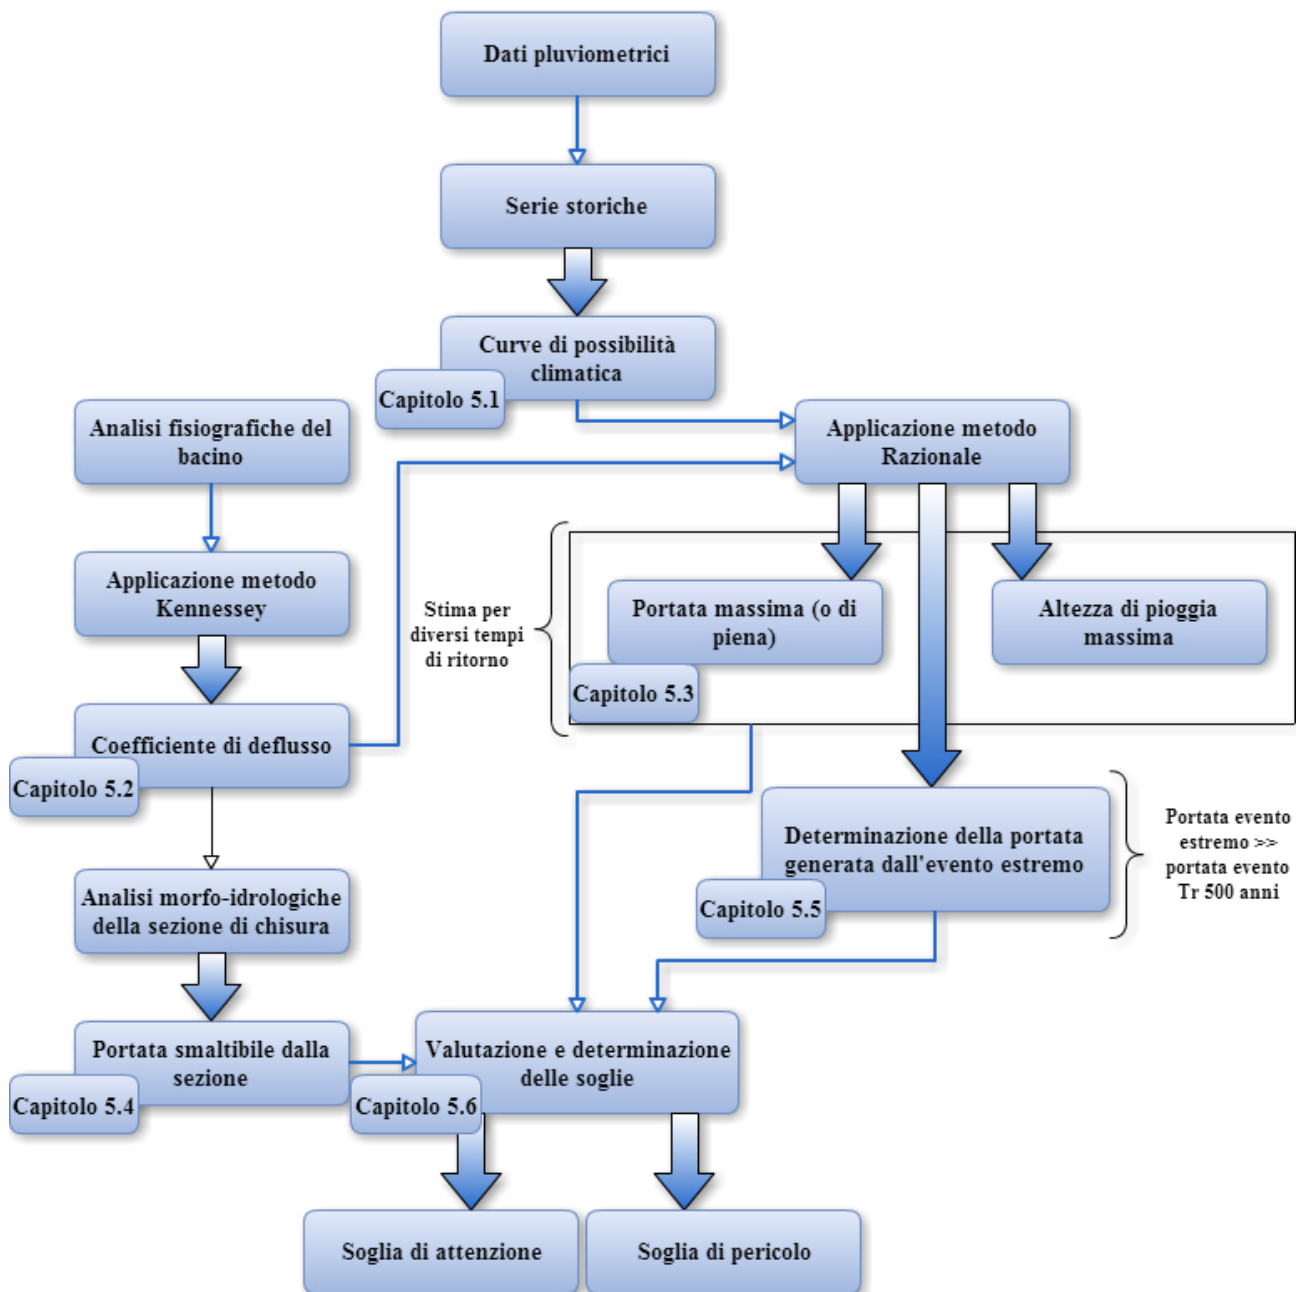 Dati pluviometrici
Serie storiche
Curve di possibilità
climatica
Capitolo 5.1
Analisi fisiografiche del
bacino
Applicazione metodo
Razionale
Applicazione metodo
Kennessey
Stima per
diversi tempi
di ritorno
Portata massima (o di
piena)
Capitolo 5.3
Altezza di pioggia
massima
Coefficiente di deflusso
Capitolo 5.2
Determinazione della portata
generata dall'evento estremo
Capitolo 5.5
Portata evento
estremo >>
portata evento
Tr 500 anni
Analisi morfo-idrologiche
della sezione di chisura
Portata smaltibile dalla
sezione
Capitolo 5.4
Valutazione e determinazione
delle soglie
Capitolo 5.6
Soglia di attenzione
Soglia di pericolo